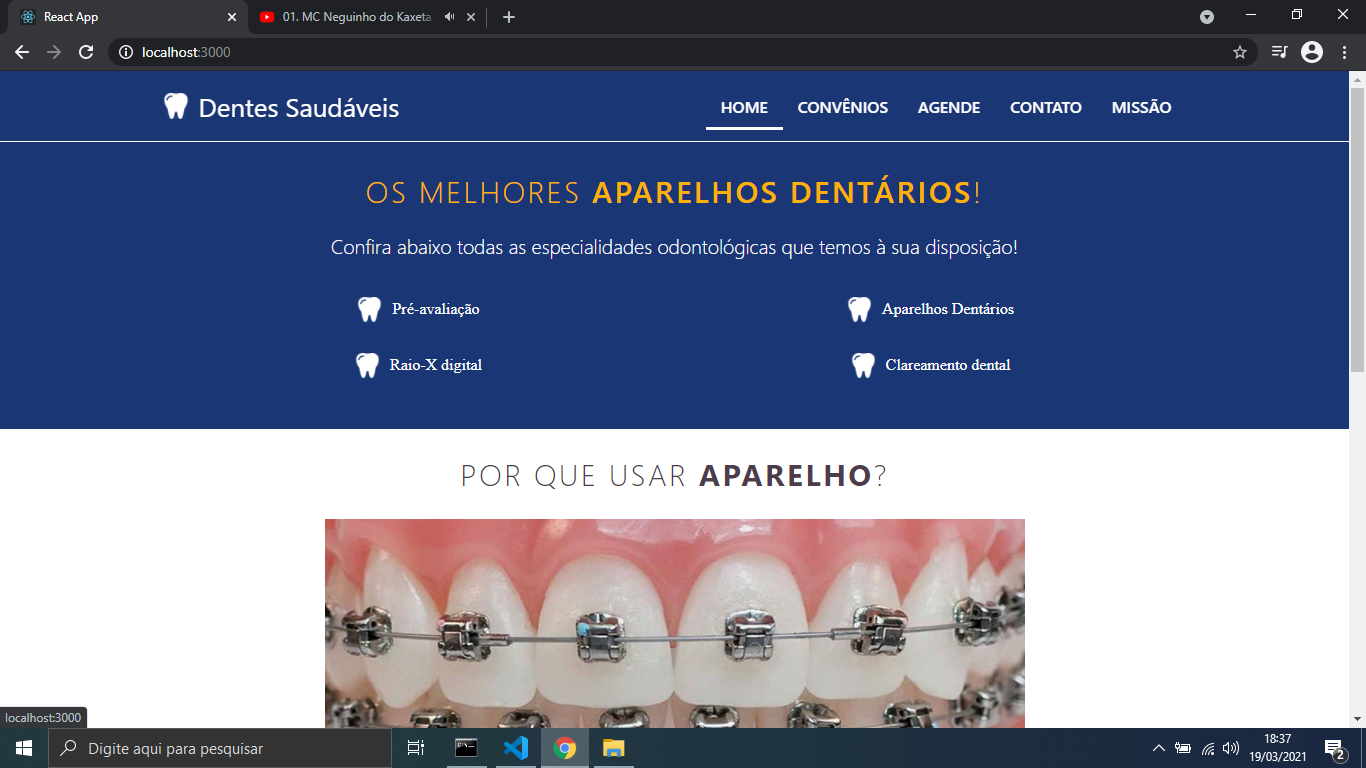 React App
01. MC Neguinho do Kaxeta
localhost:3000
Dentes Saudáveis
HOME CONVÊNIOS AGENDE CONTATO MISSÃO
OS MELHORES APARELHOS DENTÁRIOS!
Confira abaixo todas as especialidades odontológicas que temos à sua disposição!
Pré-avaliação Aparelhos Dentários
Raio-X digital Clareamento dental
POR QUE USAR APARELHO?
localhost:3000
Digite aqui para pesquisar
18:37
19/03/2021
2